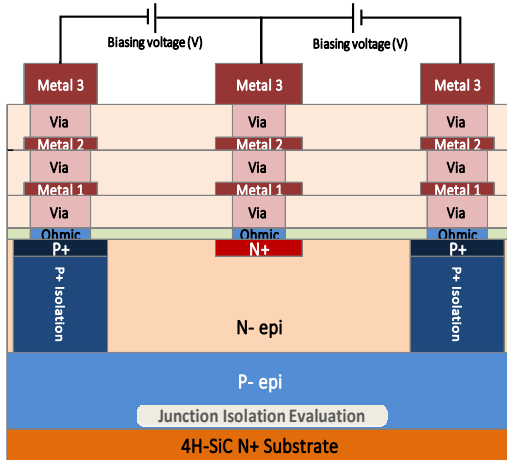 Biasing voltage (V) Biasing voltage (V)
Metal 3 Metal 3 Metal 3
Via Via Via
Metal 2 Metal 2 Metal 2
Via Via Via
Metal 1 Metal 1 Metal 1
Via Via Via
Ohmic Ohmic Ohmic
P+ N+ P+
P+ Isolation
N- epi
P+ Isolation
P- epi
Junction Isolation Evaluation
4H-SiC N+ Substrate